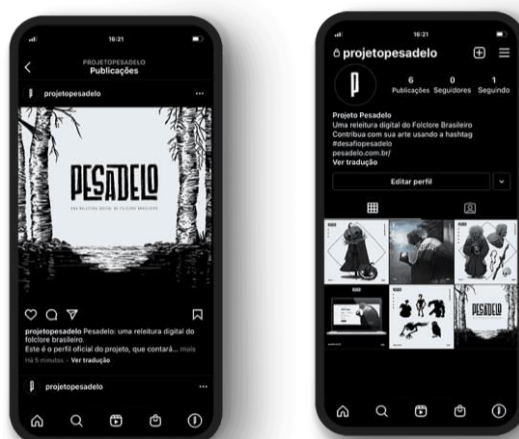 16:21
PROJETOPESADELO
Publicações
projetopesadelo
PESADELO
UMA RELEITURA DIGITAL DO FOLCLORE BRASILEIRO
projetopesadelo Pesadelo: uma releitura digital do
folclore brasileiro.
Este é o perfil oficial do projeto, que contará... mais
Há 5 minutos - Ver tradução
projetopesadelo
16:21
projetopesadelo
6 0 1
Publicações Seguidores Seguindo
Projeto Pesadelo
Uma releitura digital do Folclore Brasileiro
Contribua com sua arte usando a hashtag
#desafiopesadelo
pesadelo.com.br/
Ver tradução
Editar perfil
PESADELO